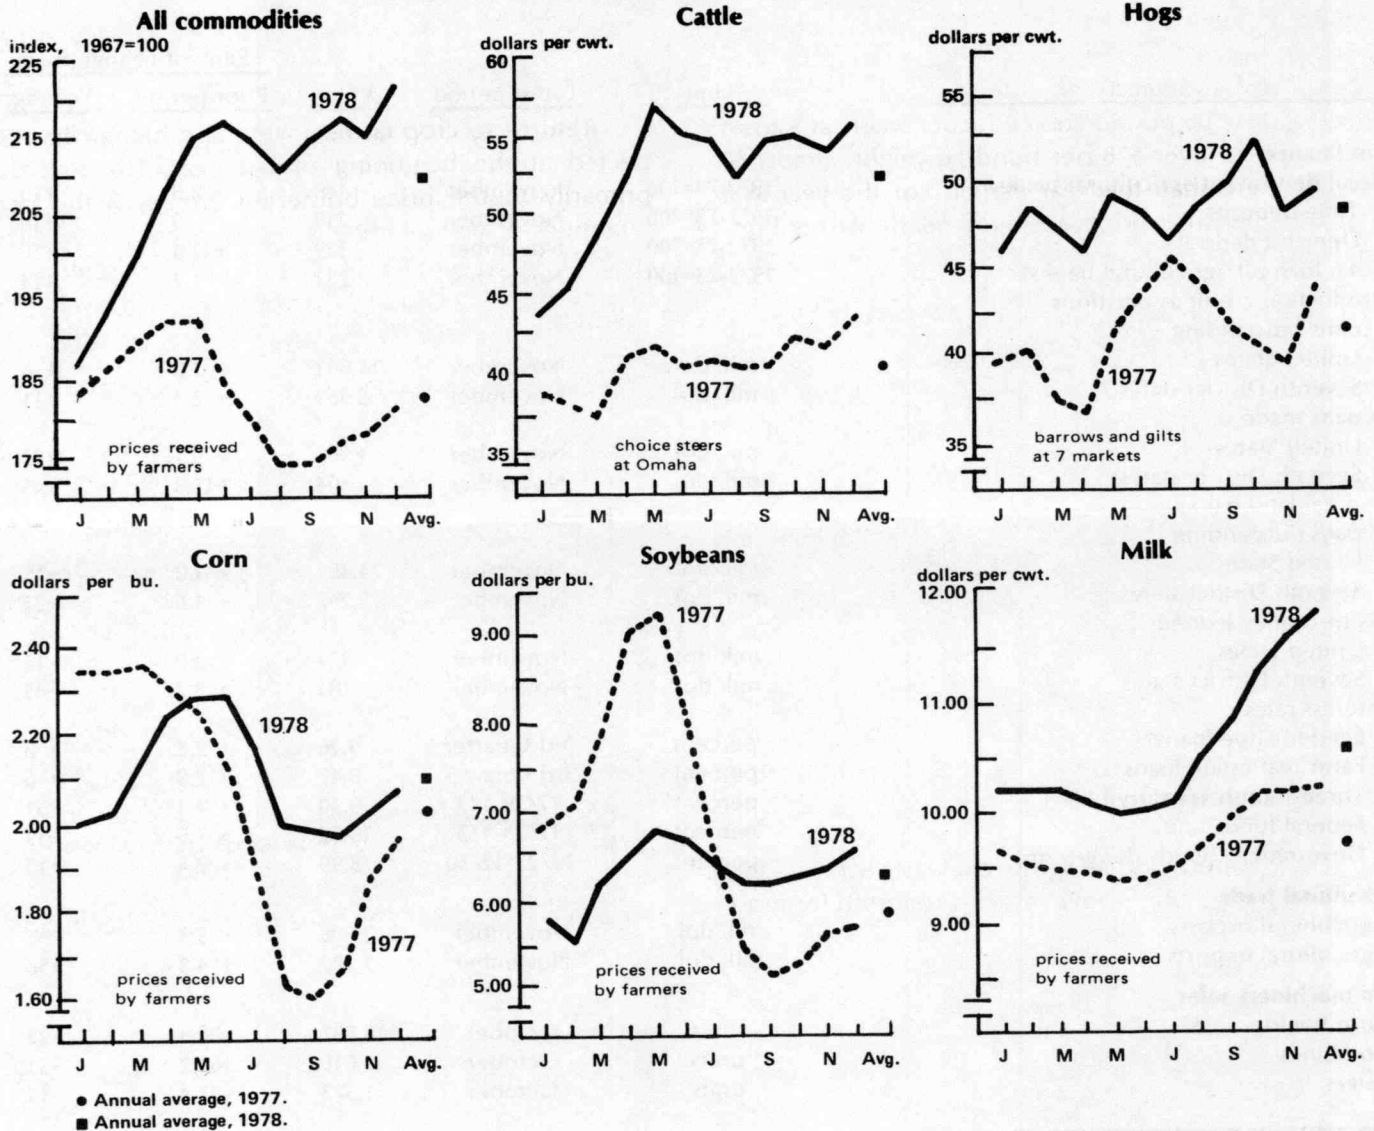 All commodities
index, 1967=100
225
215
205
195
185
175
1978
1977
prices received
by farmers
J M M J S N Avg.
Cattle
dollars per cwt.
60
55
50
45
40
35
1978
1977
choice steers
at Omaha
J M M J S N Avg.
Hogs
dollars per cwt.
55
50
45
40
35
1978
1977
barrows and gilts
at 7 markets
J M M J S N Avg.
Corn
dollars per bu.
2.40
2.20
2.00
1.80
1.60
1978
1977
prices received
by farmers
J M M J S N Avg.
Soybeans
dollars per bu.
9.00
8.00
7.00
6.00
5.00
1977
1978
prices received
by farmers
J M M J S N Avg.
Milk
dollars per cwt.
12.00
11.00
10.00
9.00
1978
1977
prices received
by farmers
J M M J S N Avg.
● Annual average, 1977.
■ Annual average, 1978.